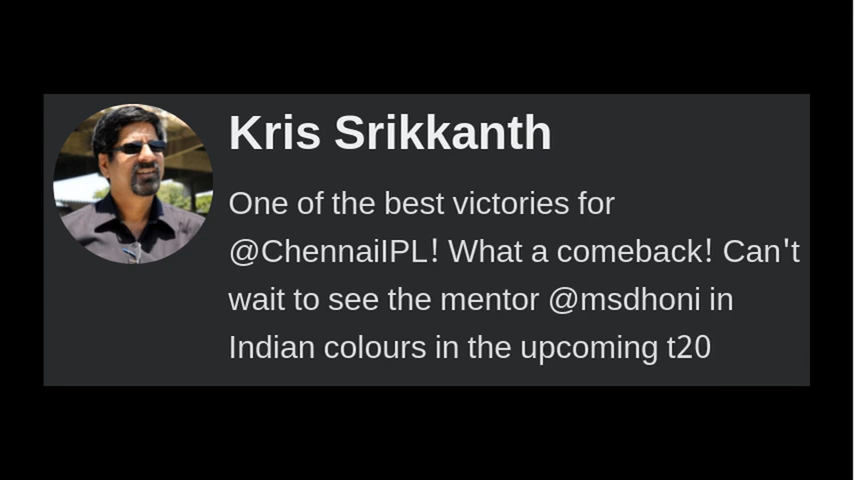 Kris Srikkanth
One of the best victories for
@ChennaiIPL! What a comeback! Can't
wait to see the mentor @msdhoni in
Indian colours in the upcoming t20